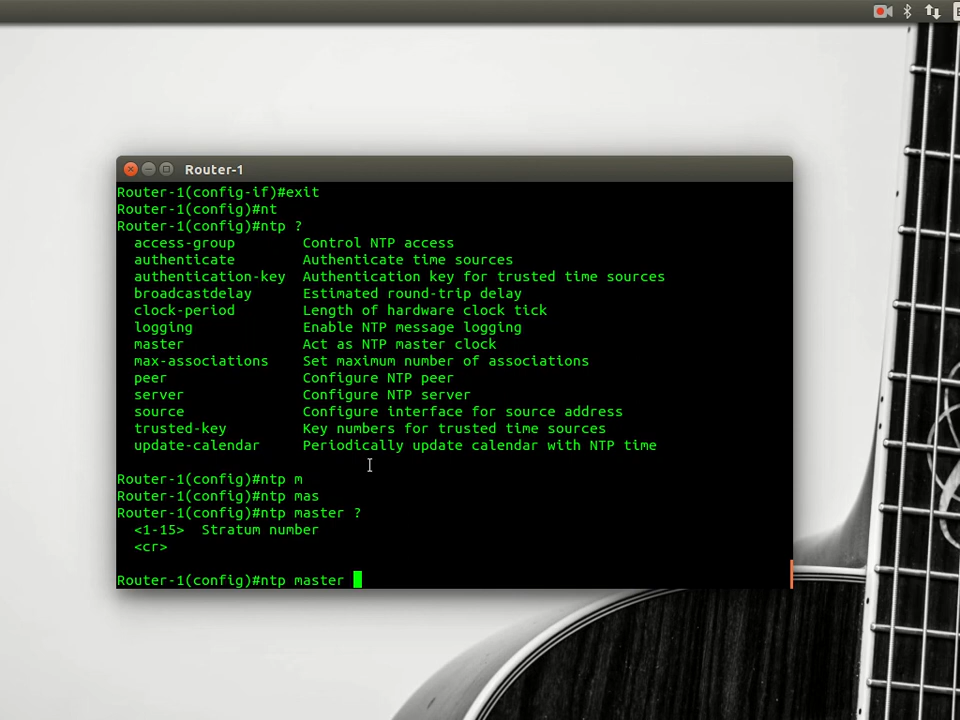 Router-1
Router-1(config-if)#exit
Router-1(config)#nt
Router-1(config)#ntp ?
  access-group        Control NTP access
  authenticate        Authenticate time sources
  authentication-key  Authentication key for trusted time sources
  broadcastdelay      Estimated round-trip delay
  clock-period        Length of hardware clock tick
  logging             Enable NTP message logging
  master              Act as NTP master clock
  max-associations    Set maximum number of associations
  peer                Configure NTP peer
  server              Configure NTP server
  source              Configure interface for source address
  trusted-key         Key numbers for trusted time sources
  update-calendar     Periodically update calendar with NTP time
Router-1(config)#ntp m
Router-1(config)#ntp mas
Router-1(config)#ntp master ?
  <1-15>  Stratum number
  <cr>
Router-1(config)#ntp master